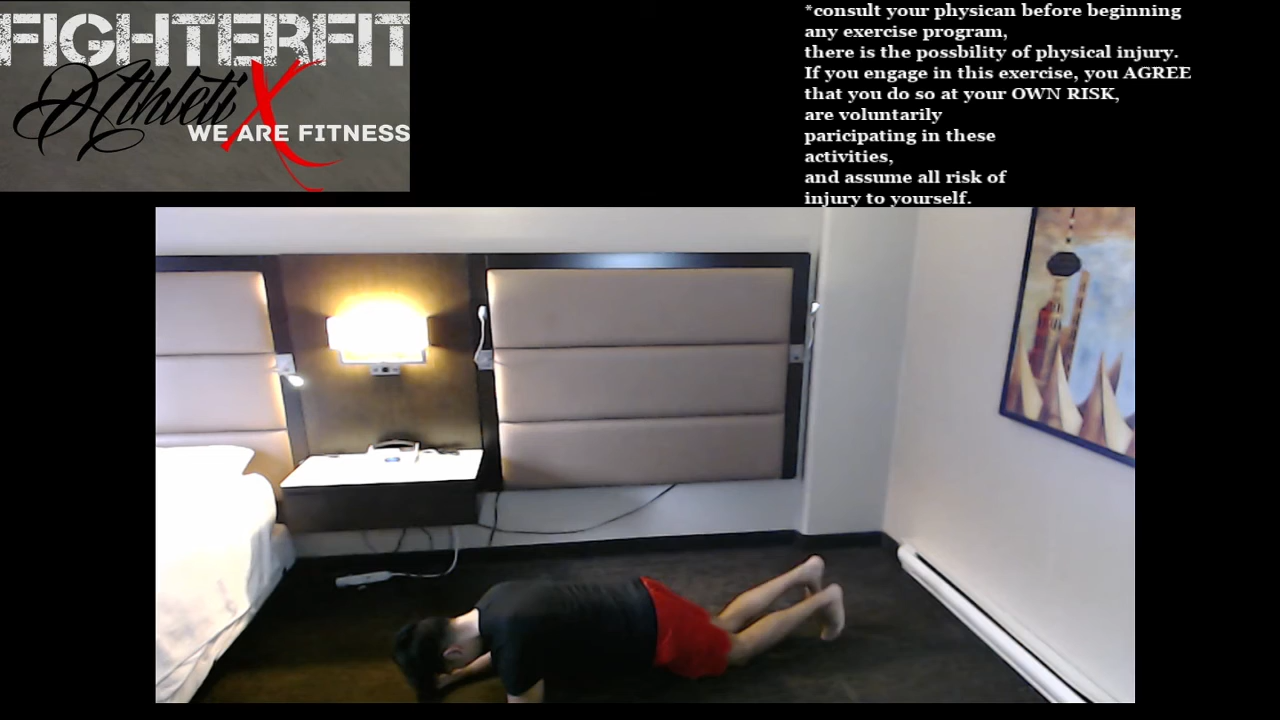 FIGHTERFIT
AthletiX
WE ARE FITNESS
*consult your physican before beginning
any exercise program,
there is the possbility of physical injury.
If you engage in this exercise, you AGREE
that you do so at your OWN RISK,
are voluntarily
paricipating in these
activities,
and assume all risk of
injury to yourself.